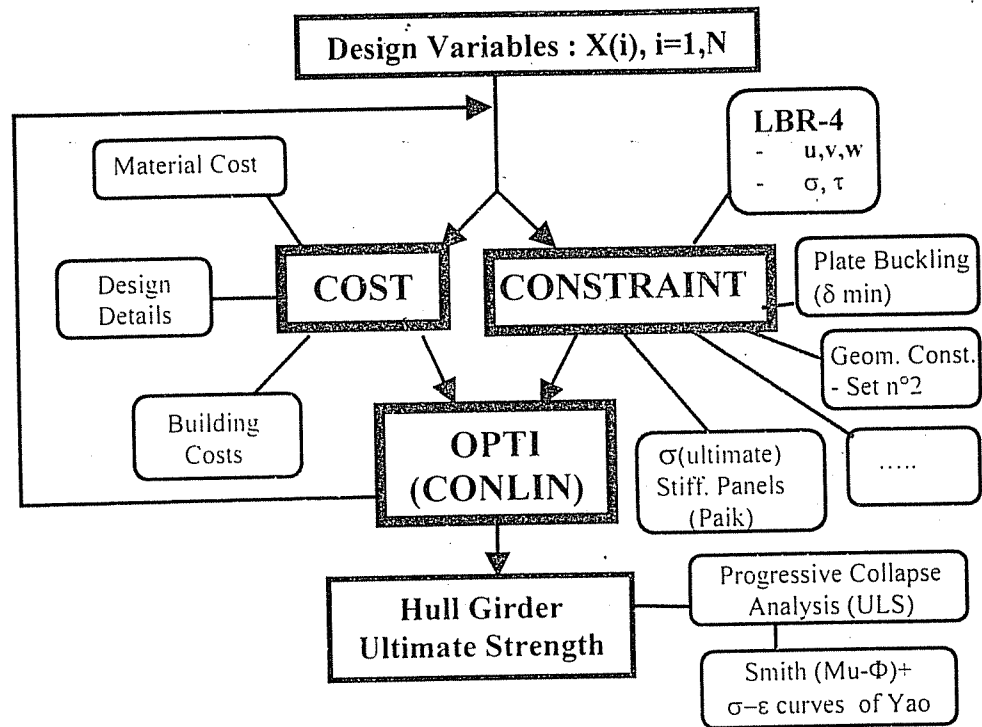 Design Variables : X(i), i=1,N
LBR-4
- u,v,w
- σ, τ
Material Cost
Design
Details
Building
Costs
COST
CONSTRAINT
Plate Buckling
(δ min)
Geom. Const.
- Set n°2
.....
σ(ultimate)
Stiff. Panels
(Paik)
OPTI
(CONLIN)
Hull Girder
Ultimate Strength
Progressive Collapse
Analysis (ULS)
Smith (Mu-Φ)+
σ–ε curves of Yao